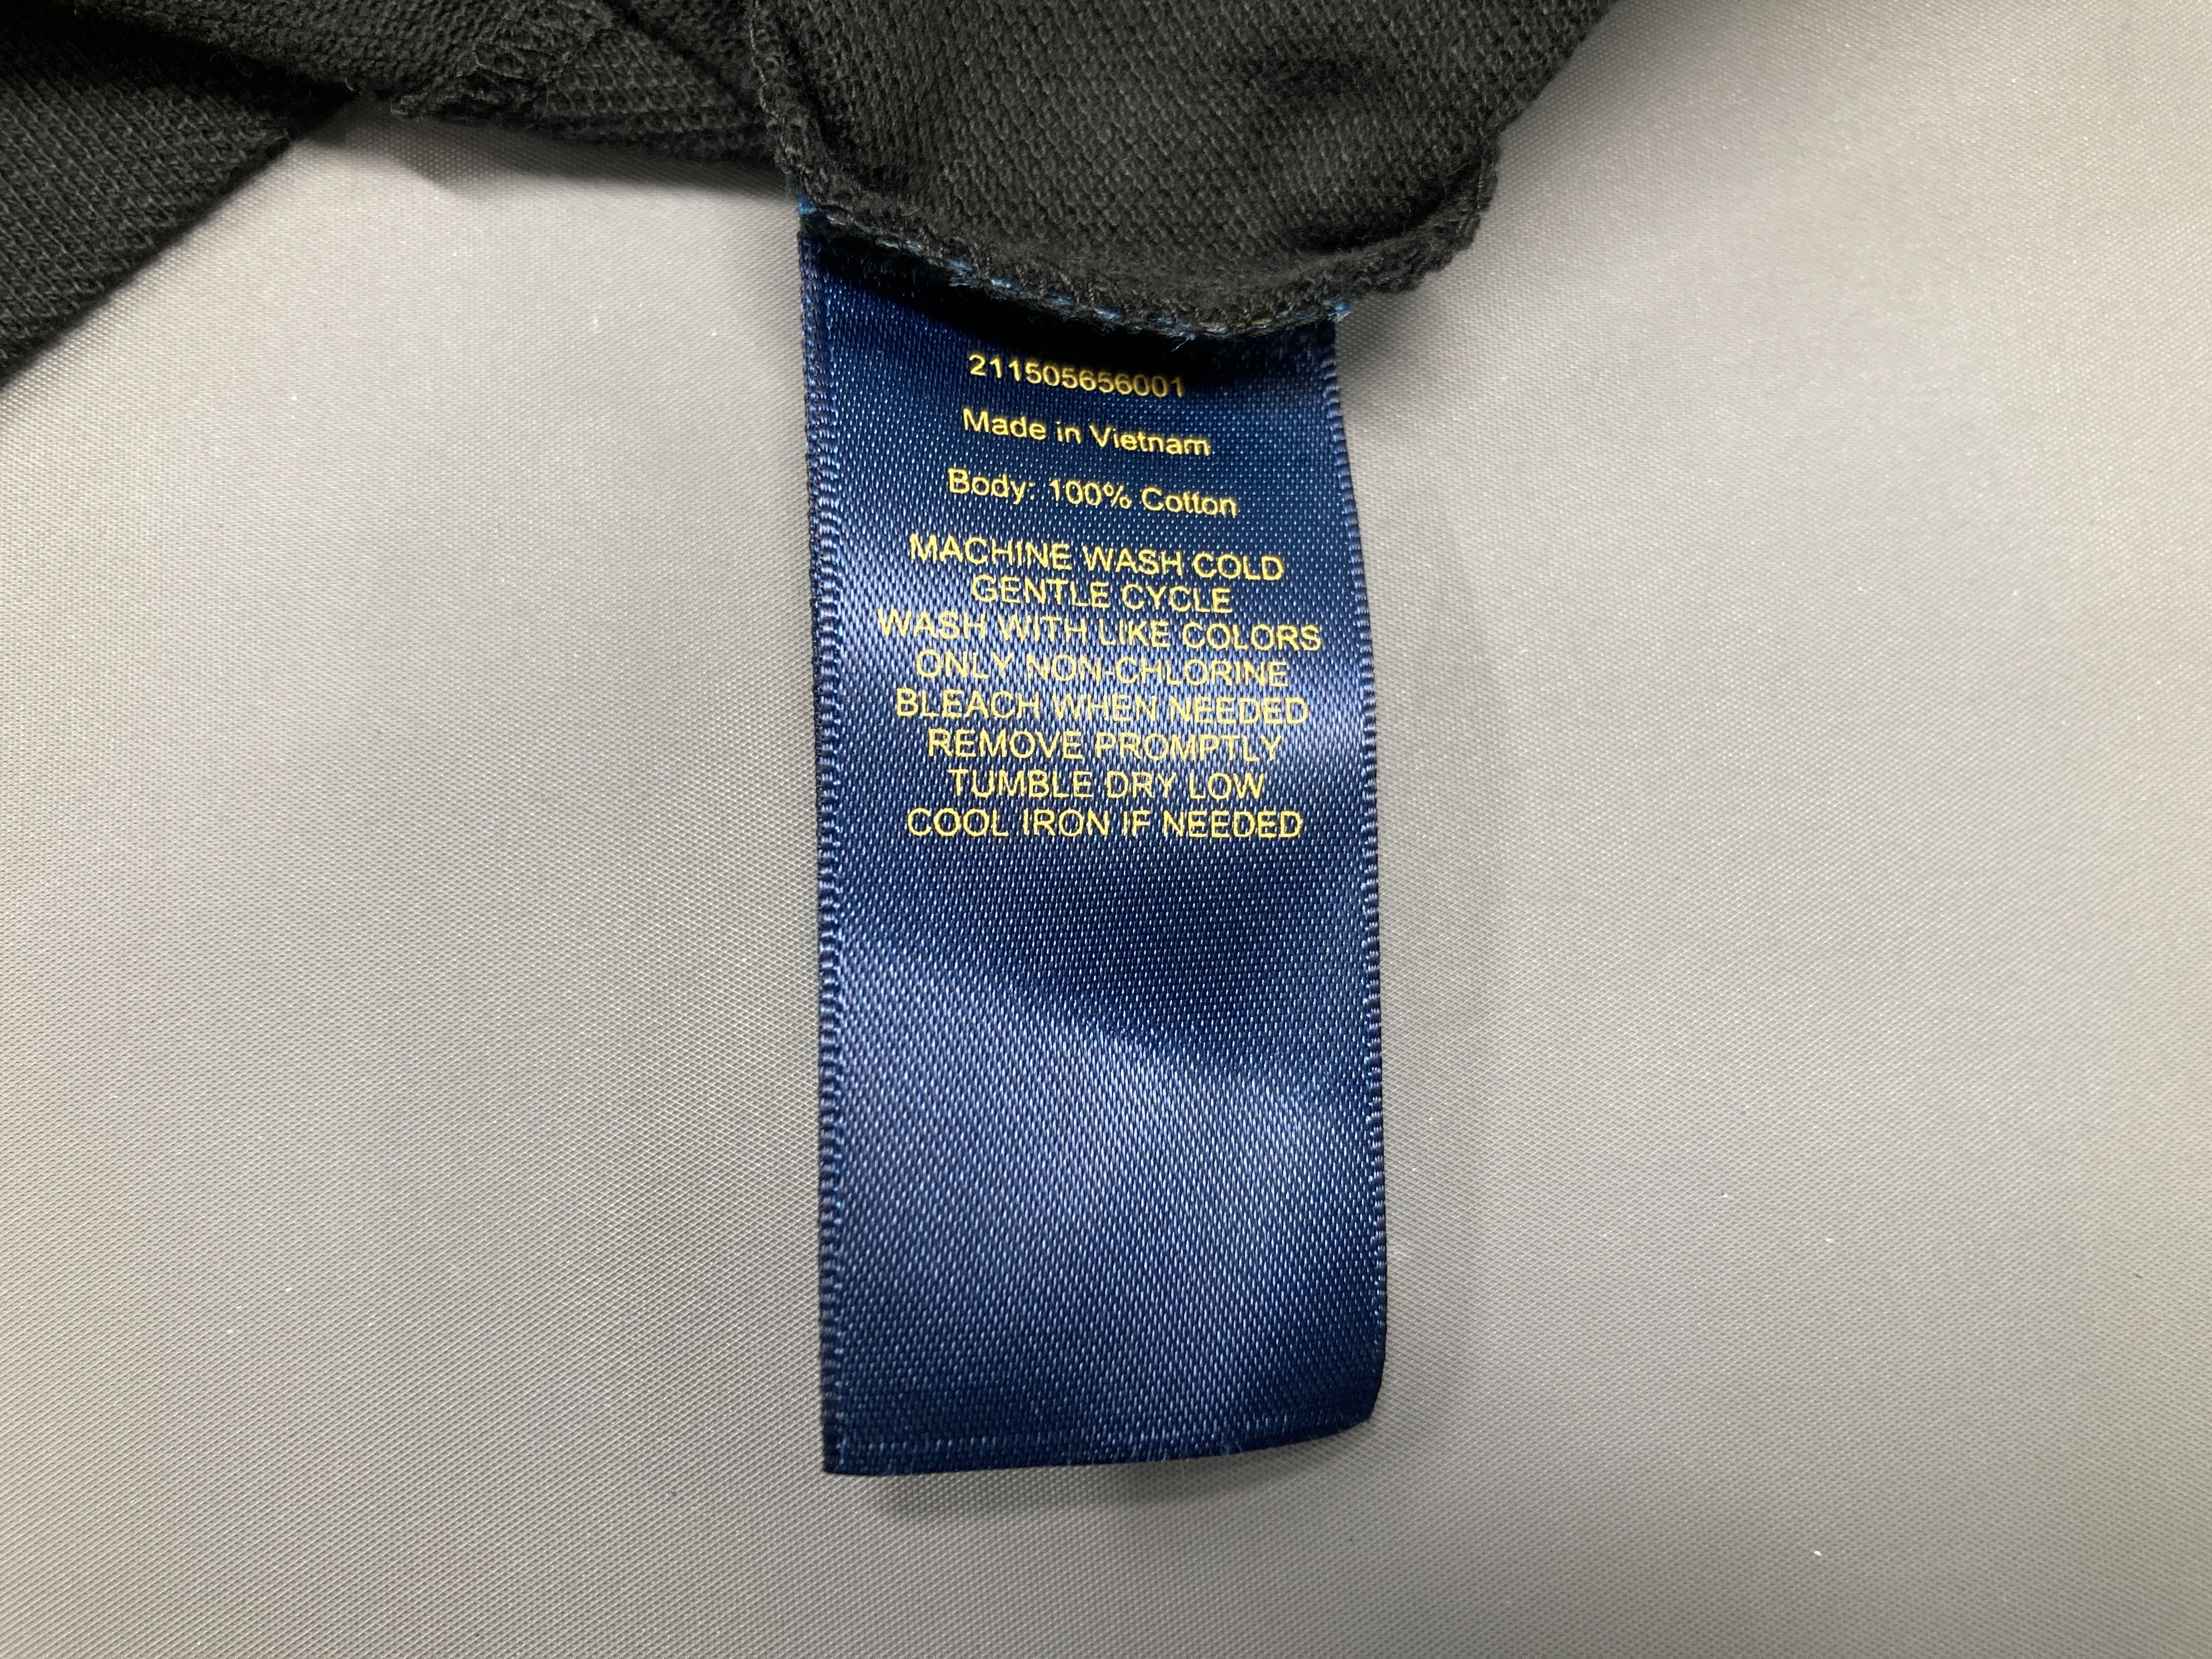 211505656001
Made in Vietnam
Body: 100% Cotton
MACHINE WASH COLD
GENTLE CYCLE
WASH WITH LIKE COLORS
ONLY NON-CHLORINE
BLEACH WHEN NEEDED
REMOVE PROMPTLY
TUMBLE DRY LOW
COOL IRON IF NEEDED